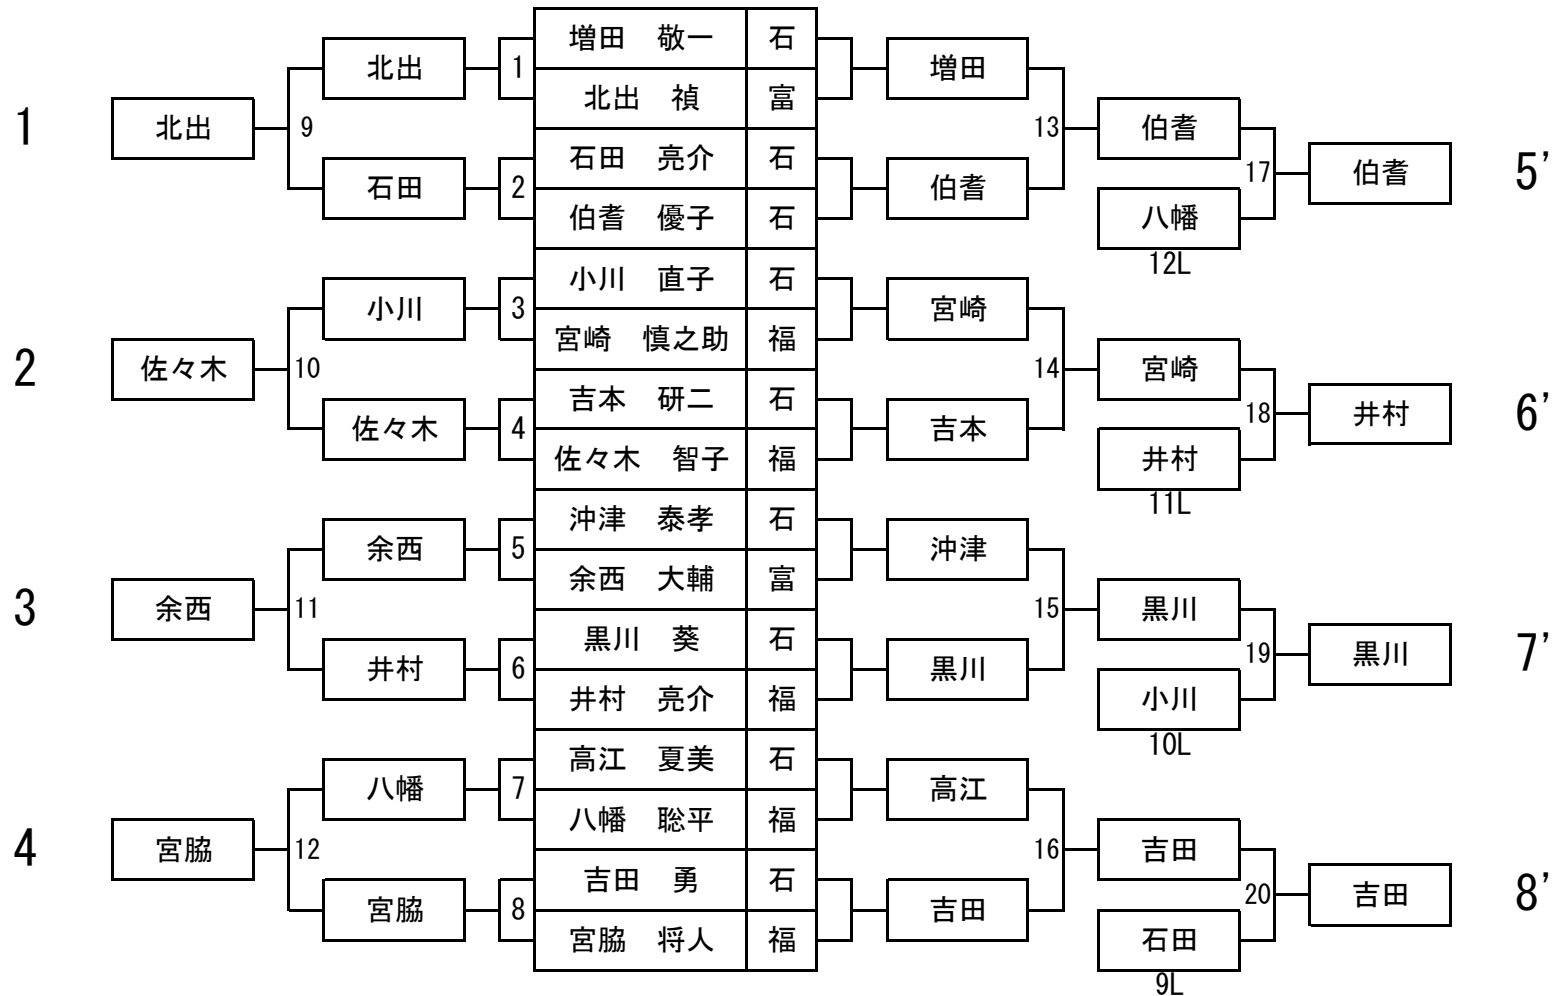 増田　敬一 石
北出 1 増田
1 北出 9 北出　禎 富 13 伯耆
石田　亮介 石 17 伯耆 5’
石田 2 伯耆
伯耆　優子 石 八幡
12L
小川　直子 石
小川 3 宮崎
宮崎　慎之助 福
2 佐々木 10 14 宮崎
吉本　研二 石 18 井村 6’
佐々木 4 吉本
佐々木　智子 福 井村
11L
沖津　泰孝 石
余西 5 沖津
余西　大輔 富
3 余西 11 15 黒川
黒川　葵 石 19 黒川 7’
井村 6 黒川
井村　亮介 福 小川
10L
高江　夏美 石
八幡 7 高江
八幡　聡平 福
4 宮脇 12 16 吉田
吉田　勇 石 20 吉田 8’
宮脇 8 吉田
宮脇　将人 福 石田
9L